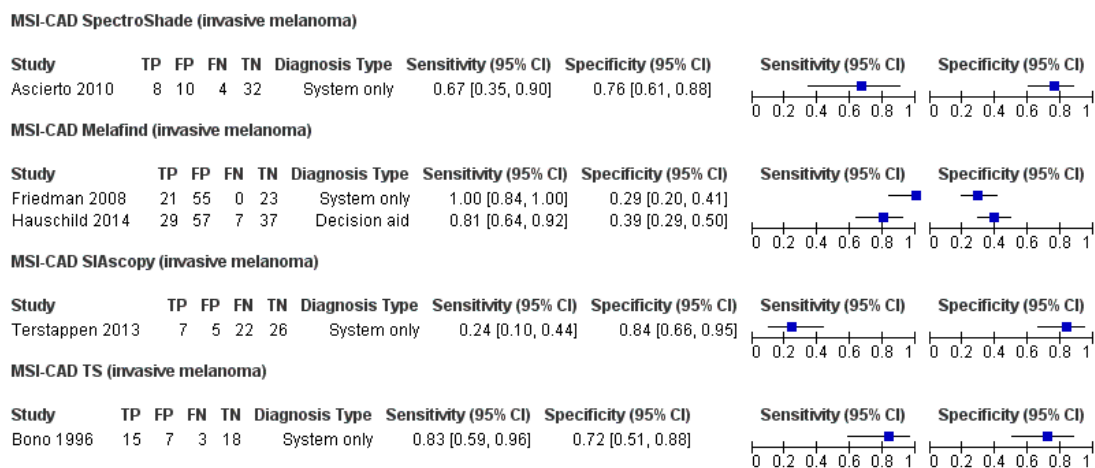 MSI-CAD SpectroShade (invasive melanoma)
Study TP FP FN TN Diagnosis Type Sensitivity (95% CI) Specificity (95% CI) Sensitivity (95% CI) Specificity (95% CI)
Ascierto 2010 8 10 4 32 System only 0.67 [0.35, 0.90] 0.76 [0.61, 0.88]
0 0.2 0.4 0.6 0.8 1 0 0.2 0.4 0.6 0.8 1
MSI-CAD Melafind (invasive melanoma)
Study TP FP FN TN Diagnosis Type Sensitivity (95% CI) Specificity (95% CI) Sensitivity (95% CI) Specificity (95% CI)
Friedman 2008 21 55 0 23 System only 1.00 [0.84, 1.00] 0.29 [0.20, 0.41]
Hauschild 2014 29 57 7 37 Decision aid 0.81 [0.64, 0.92] 0.39 [0.29, 0.50]
0 0.2 0.4 0.6 0.8 1 0 0.2 0.4 0.6 0.8 1
MSI-CAD SIAscopy (invasive melanoma)
Study TP FP FN TN Diagnosis Type Sensitivity (95% CI) Specificity (95% CI) Sensitivity (95% CI) Specificity (95% CI)
Terstappen 2013 7 5 22 26 System only 0.24 [0.10, 0.44] 0.84 [0.66, 0.95]
0 0.2 0.4 0.6 0.8 1 0 0.2 0.4 0.6 0.8 1
MSI-CAD TS (invasive melanoma)
Study TP FP FN TN Diagnosis Type Sensitivity (95% CI) Specificity (95% CI) Sensitivity (95% CI) Specificity (95% CI)
Bono 1996 15 7 3 18 System only 0.83 [0.59, 0.96] 0.72 [0.51, 0.88]
0 0.2 0.4 0.6 0.8 1 0 0.2 0.4 0.6 0.8 1